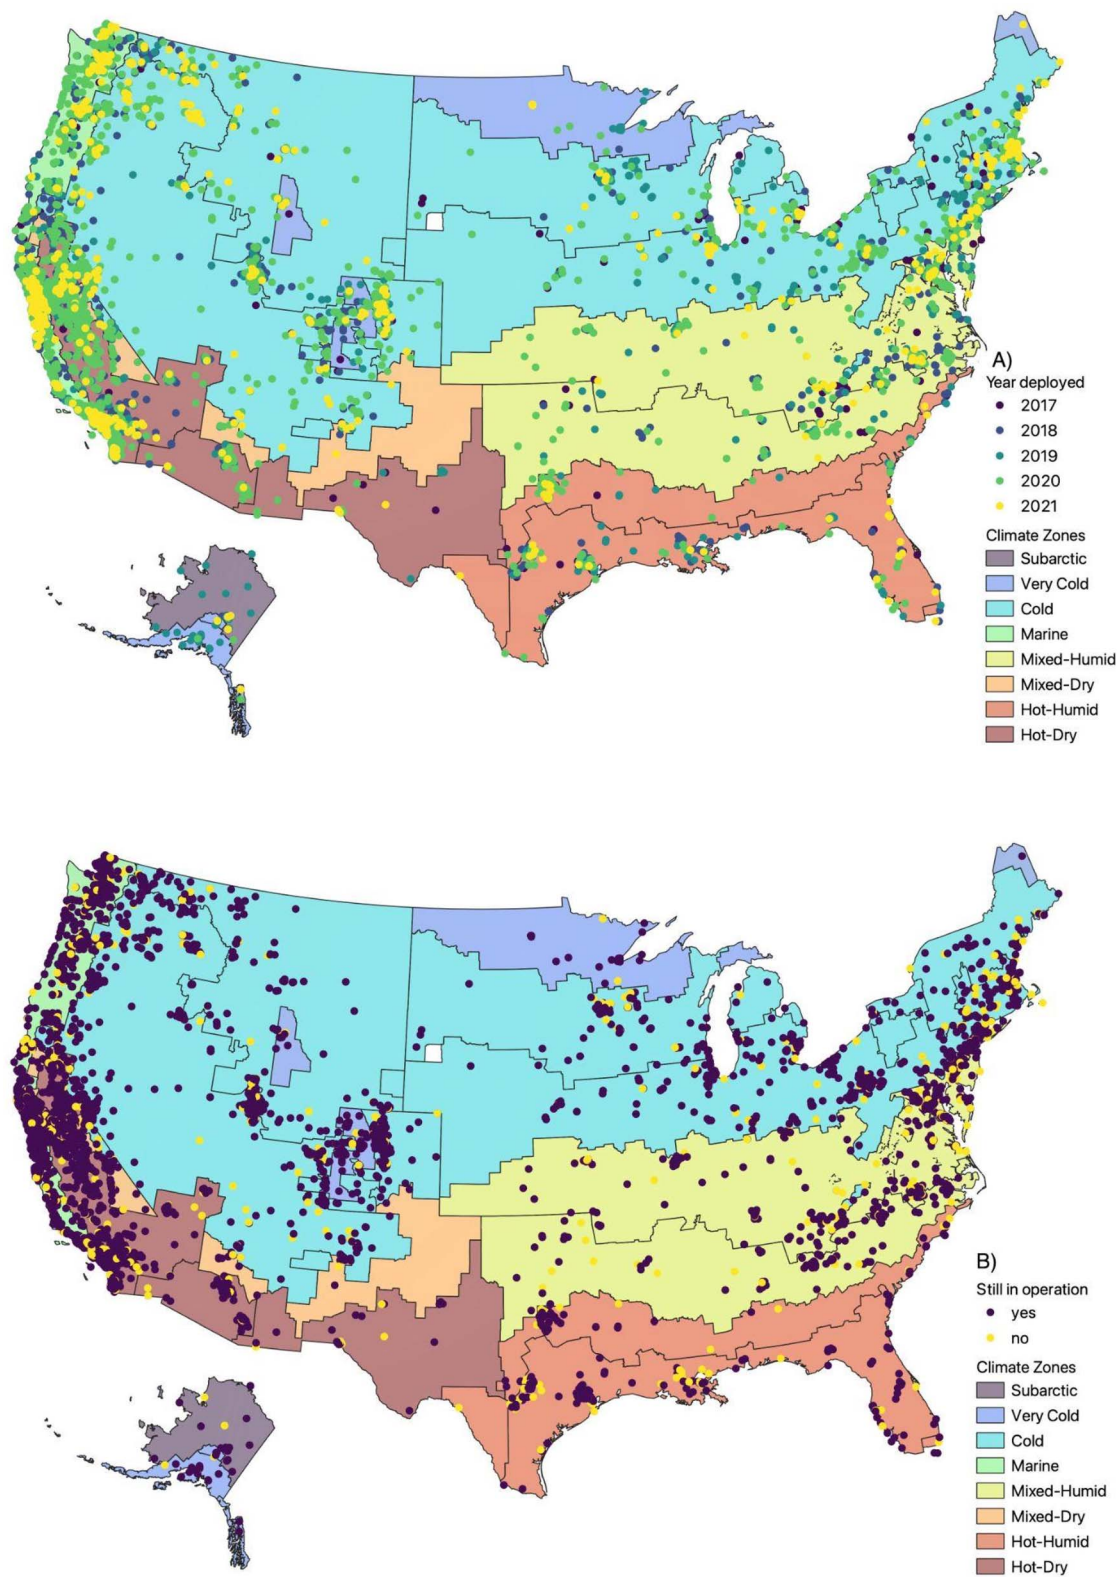 A)
Year deployed
2017
2018
2019
2020
2021
Climate Zones
Subarctic
Very Cold
Cold
Marine
Mixed-Humid
Mixed-Dry
Hot-Humid
Hot-Dry
B)
Still in operation
yes
no
Climate Zones
Subarctic
Very Cold
Cold
Marine
Mixed-Humid
Mixed-Dry
Hot-Humid
Hot-Dry